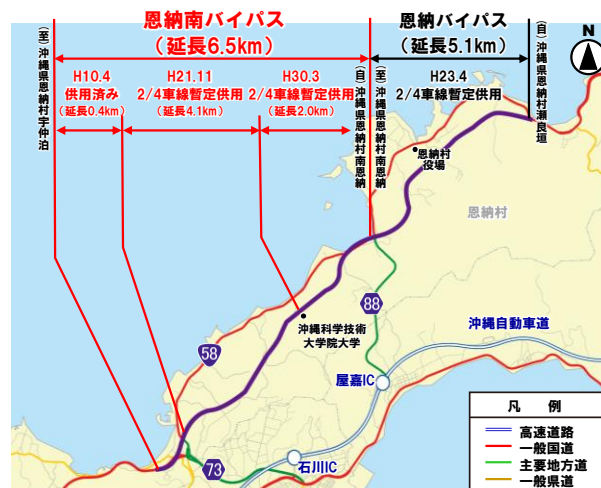 恩納南バイパス
（延長6.5km）
恩納バイパス
（延長5.1km）
N
（至）沖縄県恩納村字仲泊
H10.4
供用済み
（延長0.4km）
H21.11
2/4車線暫定供用
（延長4.1km）
H30.3
2/4車線暫定供用
（延長2.0km）
（自）沖縄県恩納村南恩納
（至）沖縄県恩納村南恩納
H23.4
2/4車線暫定供用
（自）沖縄県恩納村瀬良垣
恩納村
役場
恩納村
88
沖縄科学技術
大学院大学
沖縄自動車道
58
屋嘉IC
73
石川IC
凡　例
高速道路
一般国道
主要地方道
一般県道